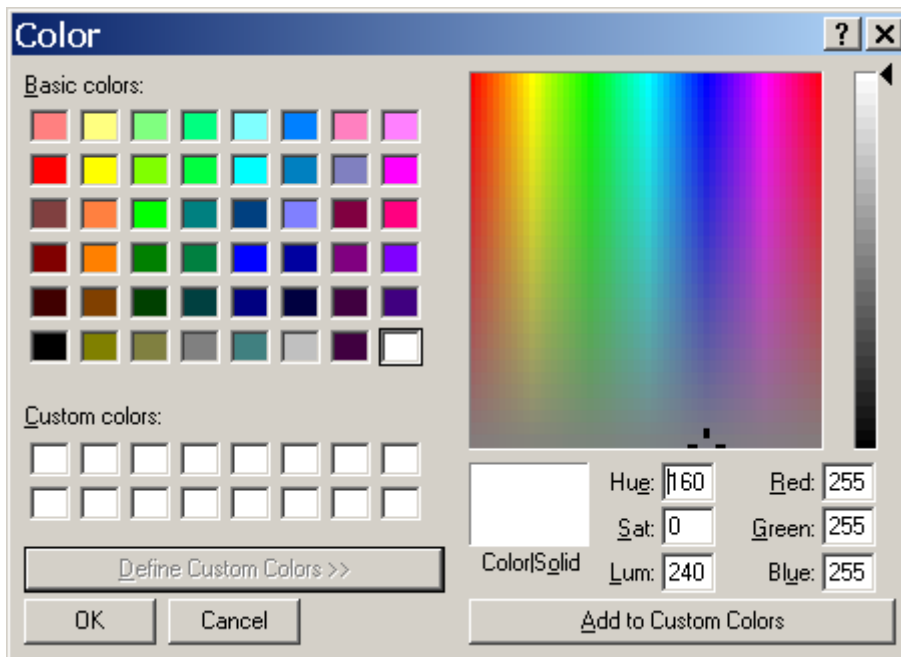 Color
Basic colors:
Custom colors:
Define Custom Colors >>
OK Cancel
Color|Solid
Hue: 160 Red: 255
Sat: 0 Green: 255
Lum: 240 Blue: 255
Add to Custom Colors